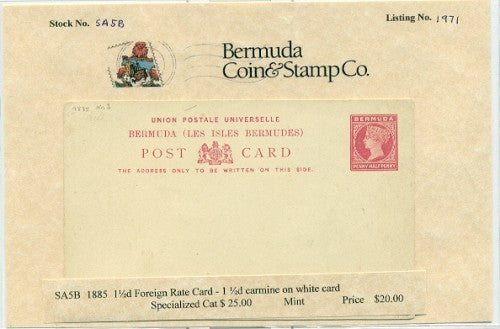 Stock No. SA5B
Listing No. 1971
Bermuda
Coin & Stamp Co.
UNION POSTALE UNIVERSELLE
BERMUDA (LES ISLES BERMUDES)
POST CARD
THE ADDRESS ONLY TO BE WRITTEN ON THIS SIDE.
BERMUDA
PENNY HALFPENNY
SA5B 1885 1½d Foreign Rate Card - 1 ½d carmine on white card
Specialized Cat $ 25.00 Mint Price $20.00